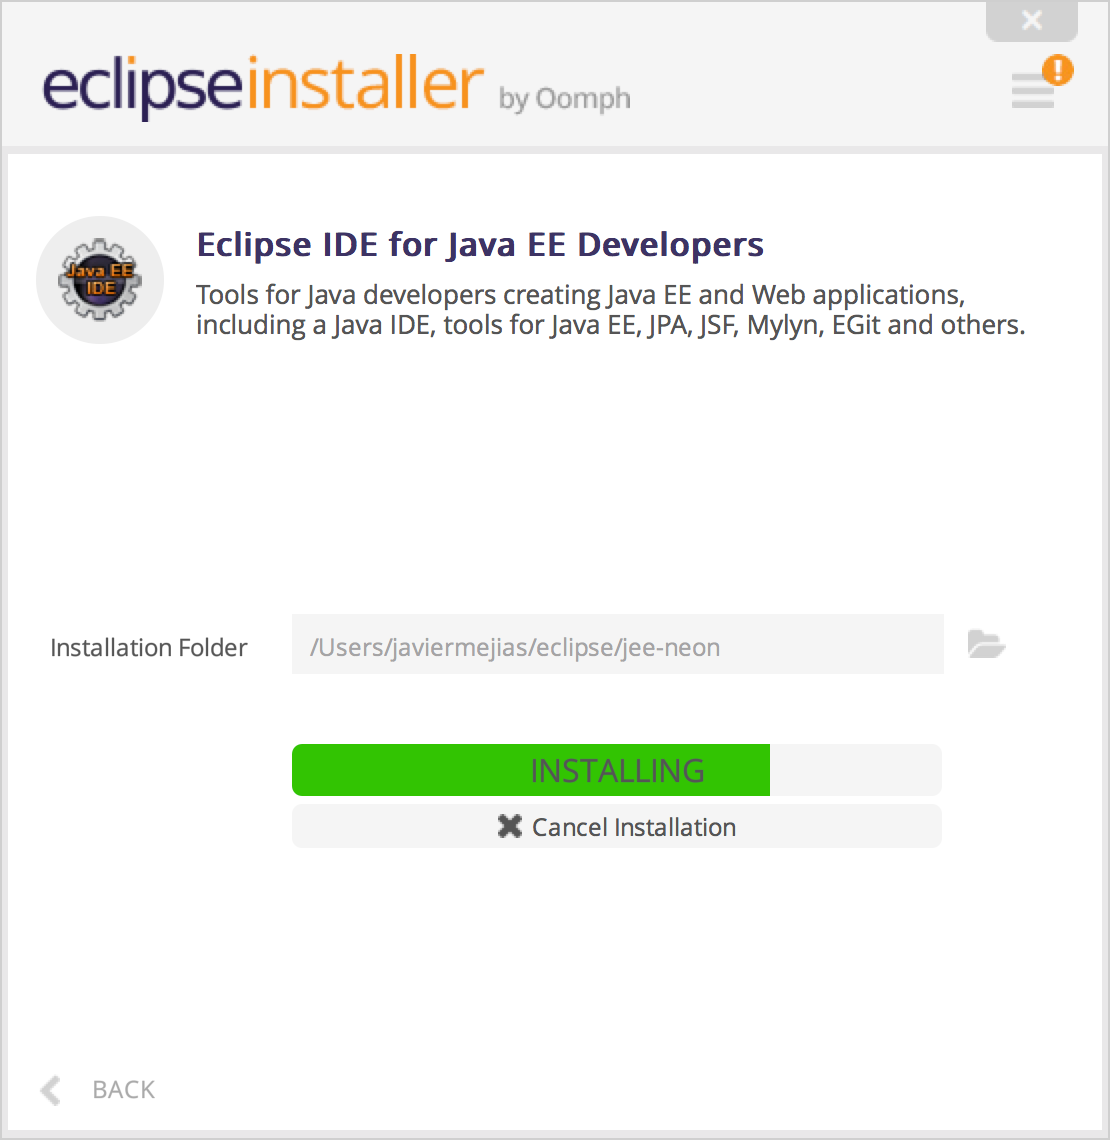 eclipseinstaller by Oomph
Java EE
IDE
Eclipse IDE for Java EE Developers
Tools for Java developers creating Java EE and Web applications,
including a Java IDE, tools for Java EE, JPA, JSF, Mylyn, EGit and others.
Installation Folder /Users/javiermejias/eclipse/jee-neon
INSTALLING
Cancel Installation
BACK